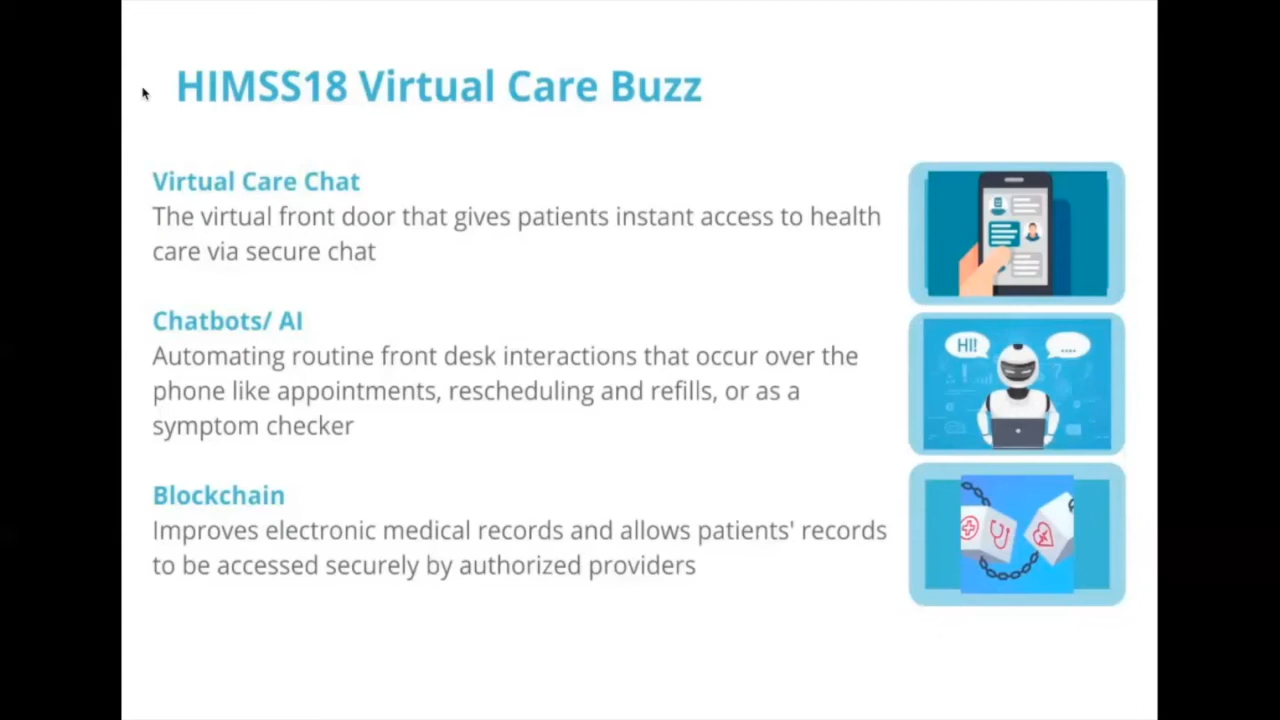 HIMSS18 Virtual Care Buzz
Virtual Care Chat
The virtual front door that gives patients instant access to health
care via secure chat
Chatbots/ AI
Automating routine front desk interactions that occur over the
phone like appointments, rescheduling and refills, or as a
symptom checker
HI!
....
Blockchain
Improves electronic medical records and allows patients' records
to be accessed securely by authorized providers